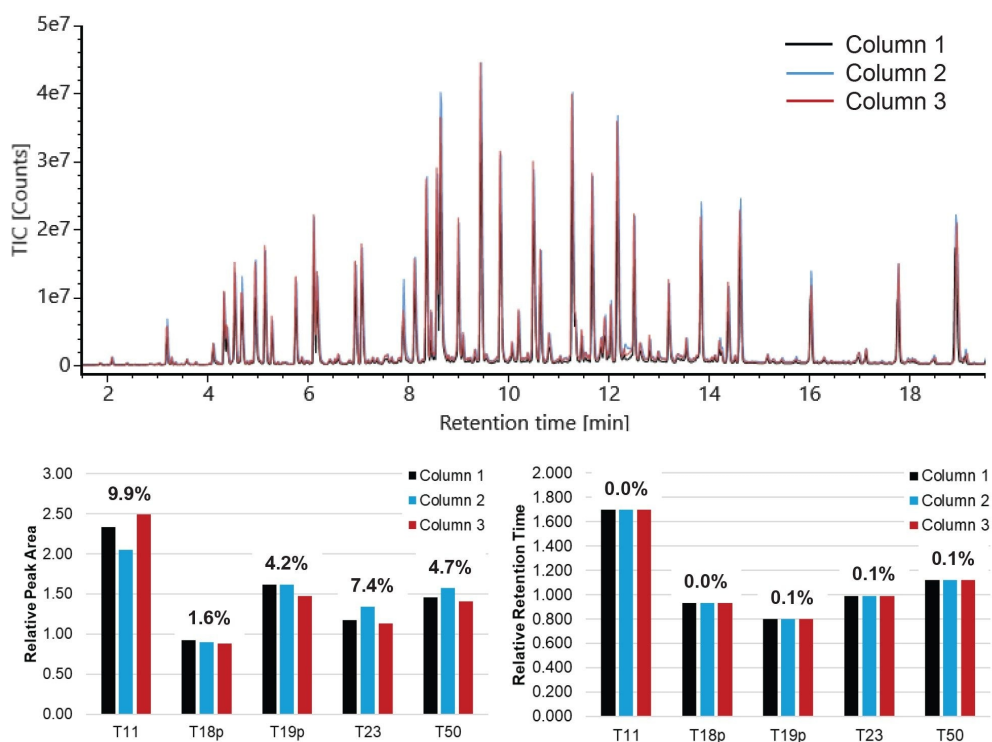 5e7
4e7
3e7
2e7
1e7
0
TIC [Counts]
Column 1
Column 2
Column 3
2 4 6 8 10 12 14 16 18
Retention time [min]
3.00
2.50
2.00
1.50
1.00
0.50
0.00
Relative Peak Area
Column 1
Column 2
Column 3
9.9%
1.6%
4.2%
7.4%
4.7%
T11 T18p T19p T23 T50
2.000
1.800
1.600
1.400
1.200
1.000
0.800
0.600
0.400
0.200
0.000
Relative Retention Time
Column 1
Column 2
Column 3
0.0%
0.0%
0.1%
0.1%
0.1%
T11 T18p T19p T23 T50